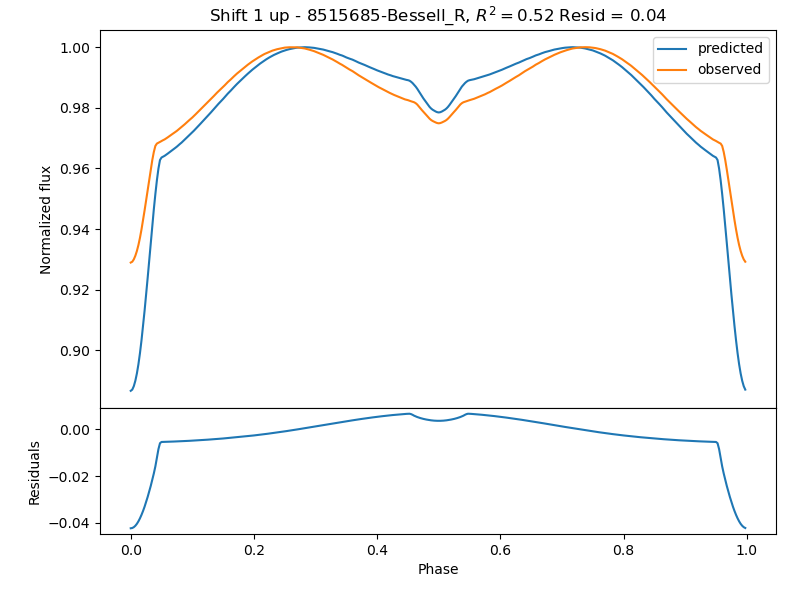 Shift 1 up - 8515685-Bessell_R, R² = 0.52 Resid = 0.04
predicted
observed
Normalized flux
1.00
0.98
0.96
0.94
0.92
0.90
Residuals
0.00
−0.02
−0.04
0.0 0.2 0.4 0.6 0.8 1.0
Phase